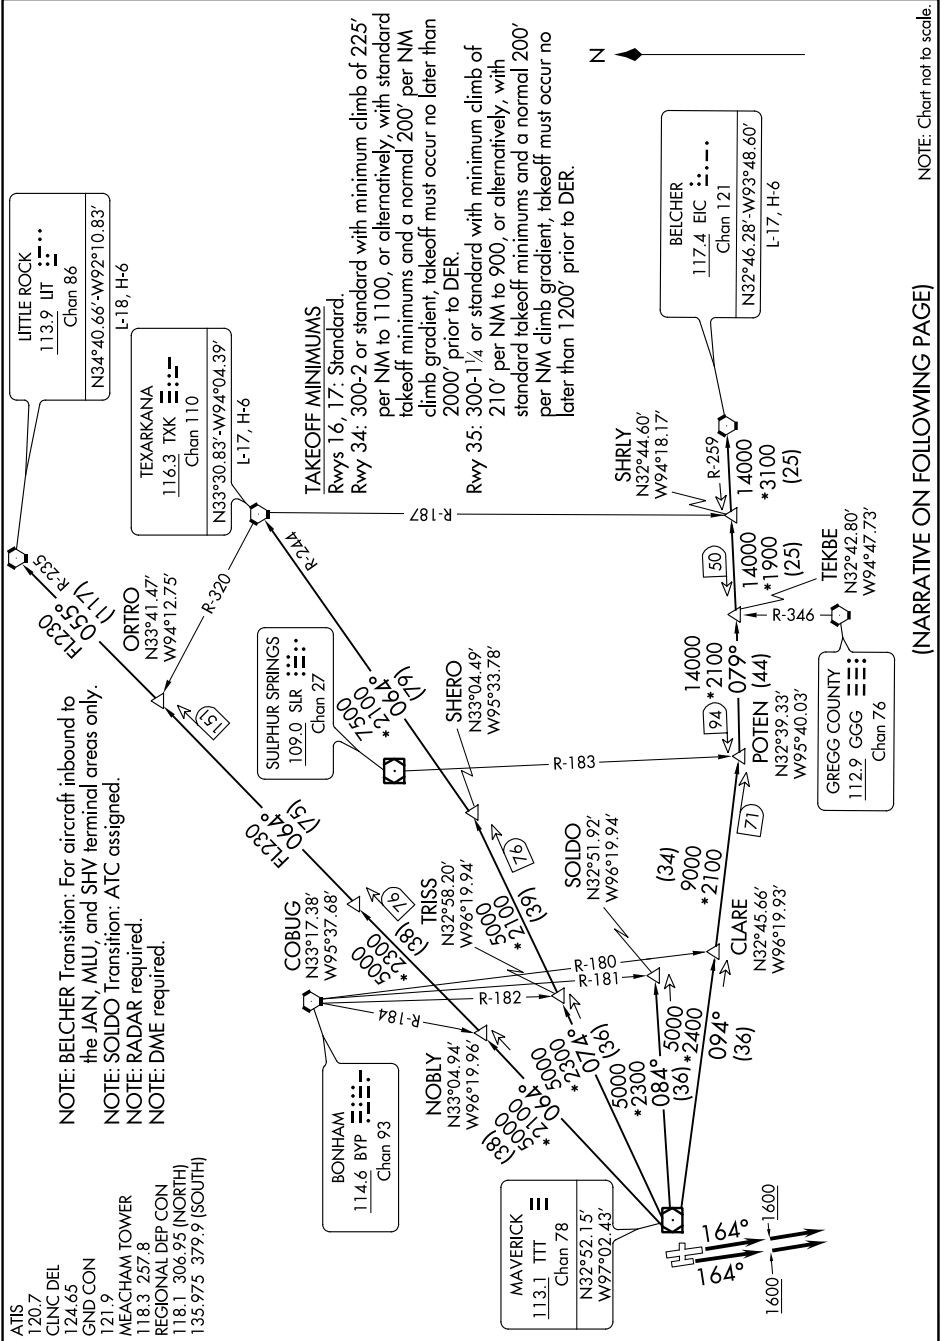 ATIS
120.7
CLNC DEL
124.65
GND CON
121.9
MEACHAM TOWER
118.3 257.8
REGIONAL DEP CON
118.1 306.95 (NORTH)
135.975 379.9 (SOUTH)
NOTE: BELCHER Transition: For aircraft inbound to
the JAN, MLU, and SHV terminal areas only.
NOTE: SOLDO Transition: ATC assigned.
NOTE: RADAR required.
NOTE: DME required.
LITTLE ROCK
113.9 LIT
Chan 86
N34°40.66'-W92°10.83'
L-18, H-6
TEXARKANA
116.3 TXK
Chan 110
N33°30.83'-W94°04.39'
L-17, H-6
TAKEOFF MINIMUMS
Rwys 16, 17: Standard.
Rwy 34: 300-2 or standard with minimum climb of 225'
per NM to 1100, or alternatively, with standard
takeoff minimums and a normal 200' per NM
climb gradient, takeoff must occur no later than
2000' prior to DER.
Rwy 35: 300-1¼ or standard with minimum climb of
210' per NM to 900, or alternatively, with
standard takeoff minimums and a normal 200'
per NM climb gradient, takeoff must occur no
later than 1200' prior to DER.
N
R-235
FL230
055°
(117)
ORTRO
N33°41.47'
W94°12.75'
R-320
151
FL230
064°
(75)
COBUG
N33°17.38'
W95°37.68'
76
5000
*2300
(38)
BONHAM
114.6 BYP
Chan 93
R-184
R-182
R-181
R-180
NOBLY
N33°04.94'
W96°19.96'
5000
*2100
064°
(38)
SULPHUR SPRINGS
109.0 SLR
Chan 27
R-244
7500
*2100
064°
(79)
SHERO
N33°04.49'
W95°33.78'
76
5000
*2100
(39)
TRISS
N32°58.20'
W96°19.94'
5000
*2300
074°
(36)
SOLDO
N32°51.92'
W96°19.94'
5000
*2300
084°
(36)
CLARE
N32°45.66'
W96°19.93'
5000
*2400
094°
(36)
(34)
9000
*2100
71
R-183
POTEN
N32°39.33'
W95°40.03'
94
14000
*2100
079°
(44)
R-346
GREGG COUNTY
112.9 GGG
Chan 76
TEKBE
N32°42.80'
W94°47.73'
50
14000
*1900
(25)
R-187
SHRLY
N32°44.60'
W94°18.17'
R-259
14000
*3100
(25)
BELCHER
117.4 EIC
Chan 121
N32°46.28'-W93°48.60'
L-17, H-6
MAVERICK
113.1 TTT
Chan 78
N32°52.15'
W97°02.43'
164°
164°
1600
1600
NOTE: Chart not to scale.
(NARRATIVE ON FOLLOWING PAGE)